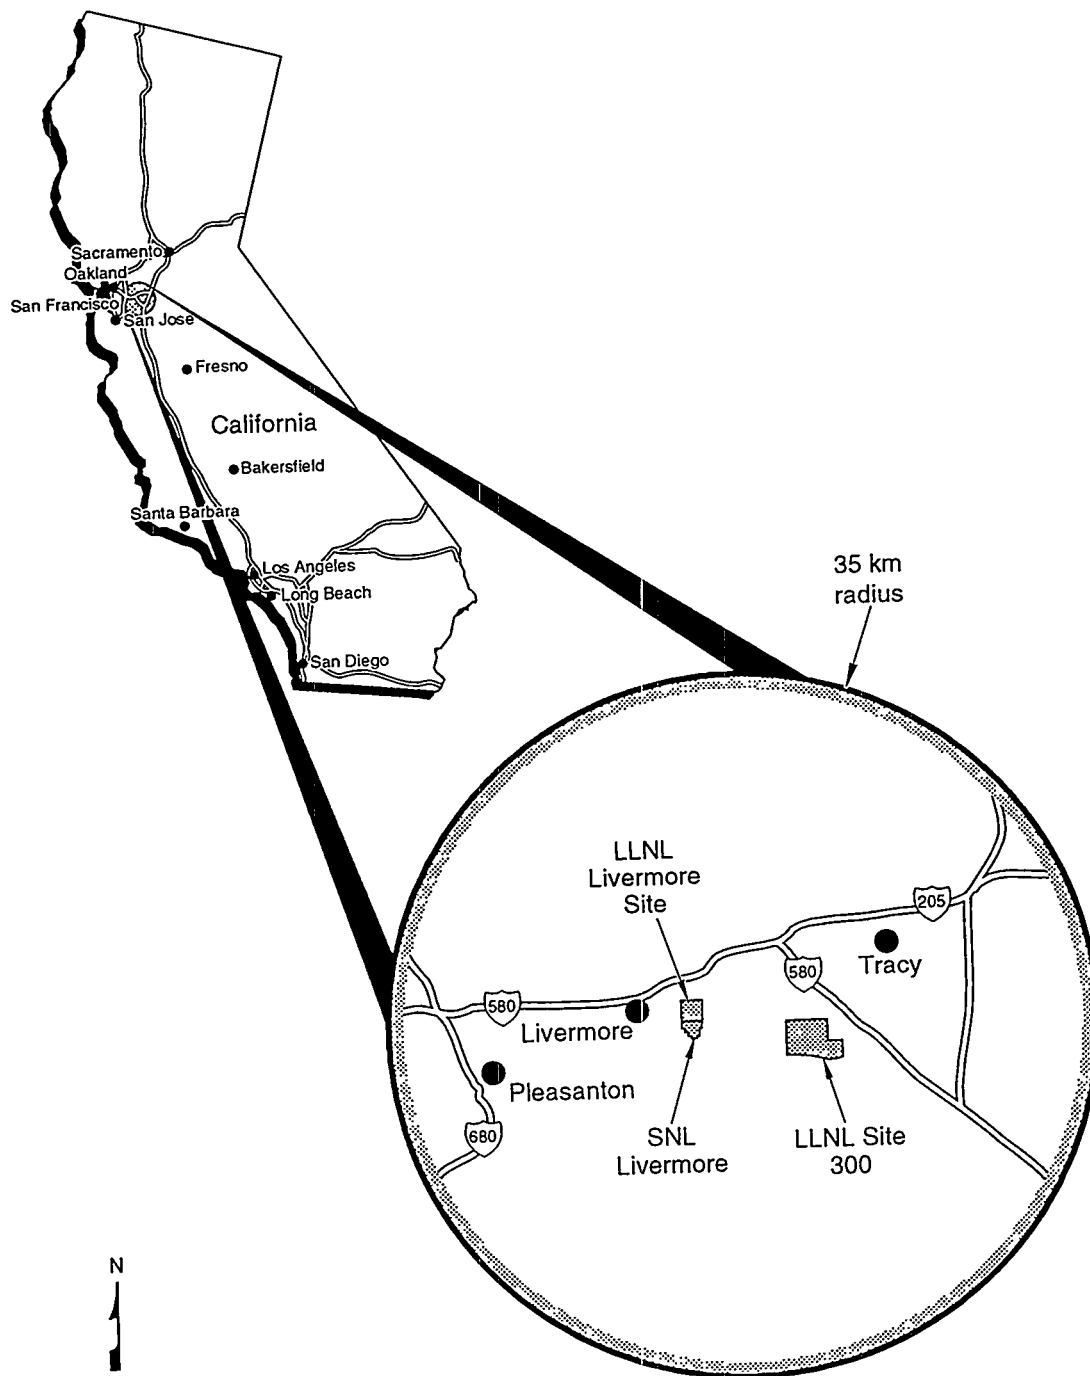 Sacramento
Oakland
San Francisco
San Jose
Fresno
California
Bakersfield
Santa Barbara
Los Angeles
Long Beach
San Diego
35 km
radius
LLNL
Livermore
Site
205
Tracy
580
580
Livermore
Pleasanton
680
SNL
Livermore
LLNL Site
300
N